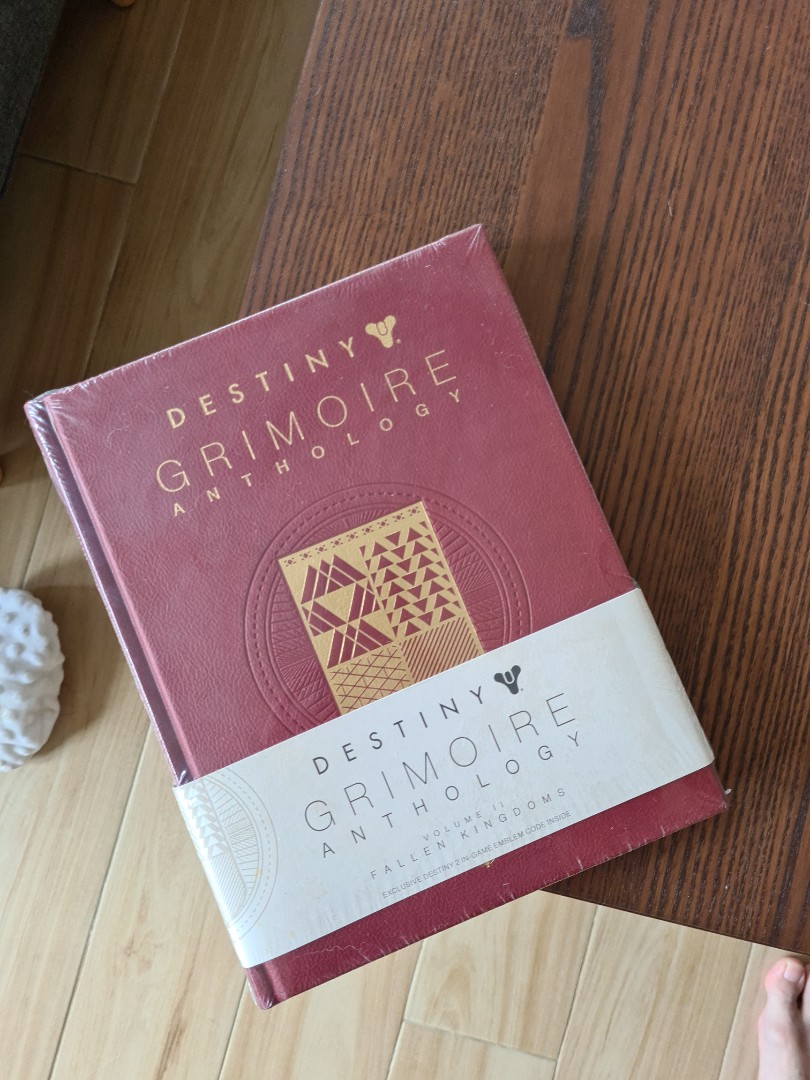 DESTINY
GRIMOIRE
ANTHOLOGY
DESTINY
GRIMOIRE
ANTHOLOGY
VOLUME II
FALLEN KINGDOMS
EXCLUSIVE DESTINY 2 IN-GAME EMBLEM CODE INSIDE